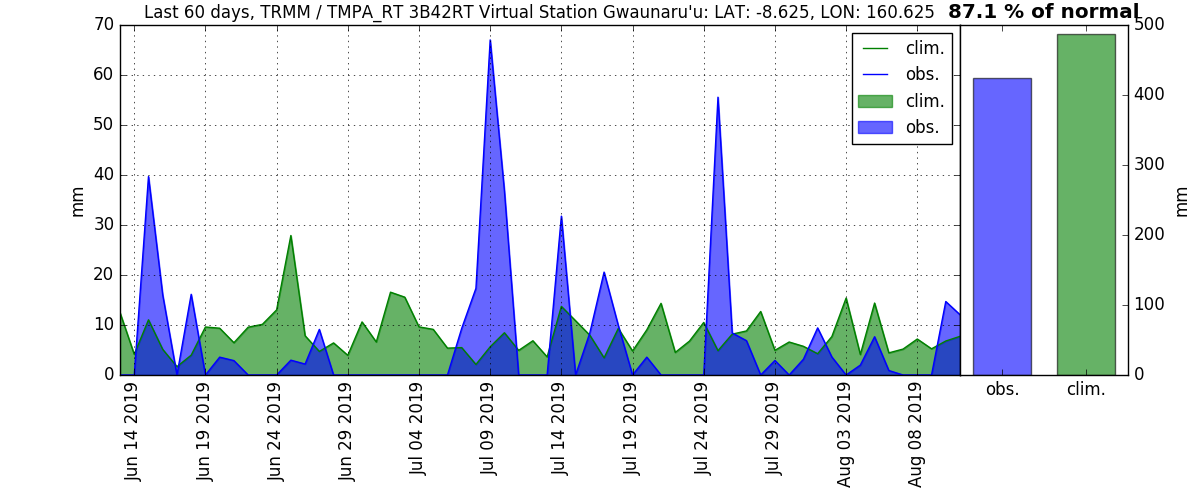 Last 60 days, TRMM / TMPA_RT 3B42RT Virtual Station Gwaunaru'u: LAT: -8.625, LON: 160.625
87.1 % of normal
70
60
50
40
30
20
10
0
mm
clim.
obs.
clim.
obs.
Jun 14 2019
Jun 19 2019
Jun 24 2019
Jun 29 2019
Jul 04 2019
Jul 09 2019
Jul 14 2019
Jul 19 2019
Jul 24 2019
Jul 29 2019
Aug 03 2019
Aug 08 2019
500
400
300
200
100
0
mm
obs.
clim.